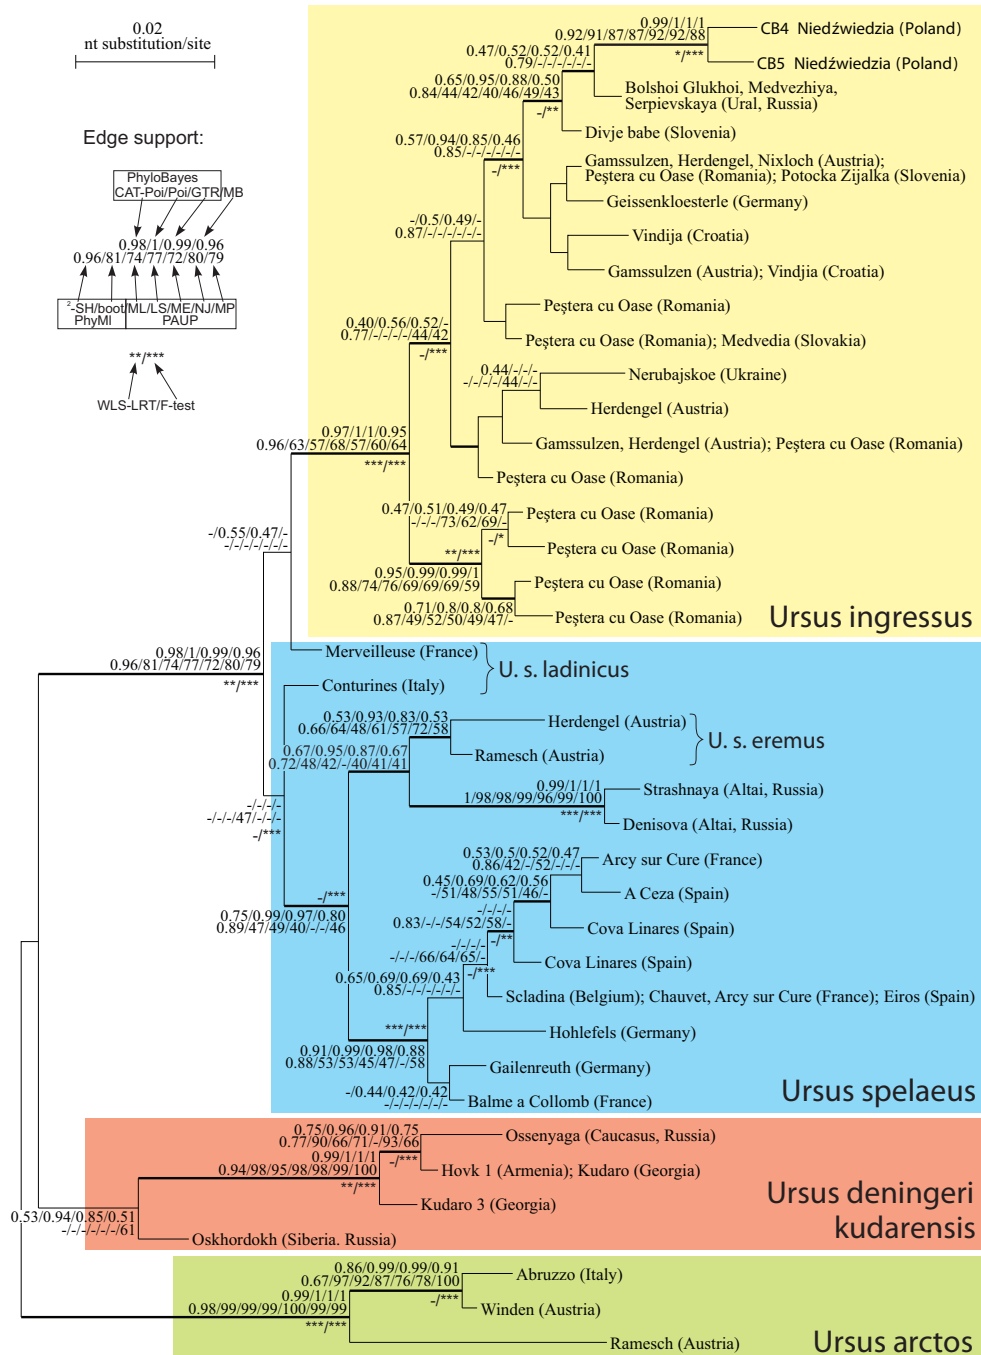 0.02
nt substitution/site
Edge support:
PhyloBayes
CAT-Poi/Poi/GTR/MB
0.98/1/0.99/0.96
0.96/81/74/77/72/80/79
²-SH/boot/ML/LS/ME/NJ/MP
PhyMl PAUP
**/***
WLS-LRT/F-test
0.99/1/1/1
0.92/91/87/87/92/92/88
*/***
CB4 Niedźwiedzia (Poland)
CB5 Niedźwiedzia (Poland)
0.47/0.52/0.52/0.41
0.79/-/-/-/-/-/-
Bolshoi Glukhoi, Medvezhiya,
Serpievskaya (Ural, Russia)
0.65/0.95/0.88/0.50
0.84/44/42/40/46/49/43
-/**
Divje babe (Slovenia)
0.57/0.94/0.85/0.46
0.85/-/-/-/-/-/-
-/***
Gamssulzen, Herdengel, Nixloch (Austria);
Peştera cu Oase (Romania); Potocka Zijalka (Slovenia)
Geissenkloesterle (Germany)
Vindija (Croatia)
Gamssulzen (Austria); Vindjia (Croatia)
-/0.5/0.49/-
0.87/-/-/-/-/-/-
Peştera cu Oase (Romania)
Peştera cu Oase (Romania); Medvedia (Slovakia)
0.40/0.56/0.52/-
0.77/-/-/-/-/44/42
-/***
0.44/-/-/-
-/-/-/-/44/-/-
Nerubajskoe (Ukraine)
Herdengel (Austria)
Gamssulzen, Herdengel (Austria); Peştera cu Oase (Romania)
Peştera cu Oase (Romania)
0.97/1/1/0.95
0.96/63/57/68/57/60/64
***/***
0.47/0.51/0.49/0.47
-/-/-/73/62/69/-
-/*
Peştera cu Oase (Romania)
Peştera cu Oase (Romania)
**/***
0.95/0.99/0.99/1
0.88/74/76/69/69/69/59
Peştera cu Oase (Romania)
0.71/0.8/0.8/0.68
0.87/49/52/50/49/47/-
Peştera cu Oase (Romania)
Ursus ingressus
-/0.55/0.47/-
-/-/-/-/-/-/-
Merveilleuse (France)
Conturines (Italy)
U. s. ladinicus
0.98/1/0.99/0.96
0.96/81/74/77/72/80/79
**/***
0.53/0.93/0.83/0.53
0.66/64/48/61/57/72/58
Herdengel (Austria)
Ramesch (Austria)
U. s. eremus
0.67/0.95/0.87/0.67
0.72/48/42/-/40/41/41
0.99/1/1/1
1/98/98/99/96/99/100
***/***
Strashnaya (Altai, Russia)
Denisova (Altai, Russia)
-/-/-/-
-/-/-/47/-/-/-
-/***
-/***
0.75/0.99/0.97/0.80
0.89/47/49/40/-/-/46
0.53/0.5/0.52/0.47
0.86/42/-/52/-/-/-
Arcy sur Cure (France)
A Ceza (Spain)
0.45/0.69/0.62/0.56
-/51/48/55/51/46/-
Cova Linares (Spain)
-/-/-/-
0.83/-/-/54/52/58/-
-/**
Cova Linares (Spain)
-/-/-/-
-/-/-/66/64/65/-
-/***
Scladina (Belgium); Chauvet, Arcy sur Cure (France); Eiros (Spain)
0.65/0.69/0.69/0.43
0.85/-/-/-/-/-/-
Hohlefels (Germany)
***/***
0.91/0.99/0.98/0.88
0.88/53/53/45/47/-/58
Gailenreuth (Germany)
-/0.44/0.42/0.42
-/-/-/-/-/-/-
Balme a Collomb (France)
Ursus spelaeus
0.75/0.96/0.91/0.75
0.77/90/66/71/-/93/66
-/***
Ossenyaga (Caucasus, Russia)
Hovk 1 (Armenia); Kudaro (Georgia)
0.99/1/1/1
0.94/98/95/98/98/99/100
**/***
Kudaro 3 (Georgia)
0.53/0.94/0.85/0.51
-/-/-/-/-/-/61
Oskhordokh (Siberia. Russia)
Ursus deningeri
kudarensis
0.86/0.99/0.99/0.91
0.67/97/92/87/76/78/100
-/***
Abruzzo (Italy)
Winden (Austria)
0.99/1/1/1
0.98/99/99/99/100/99/99
***/***
Ramesch (Austria)
Ursus arctos